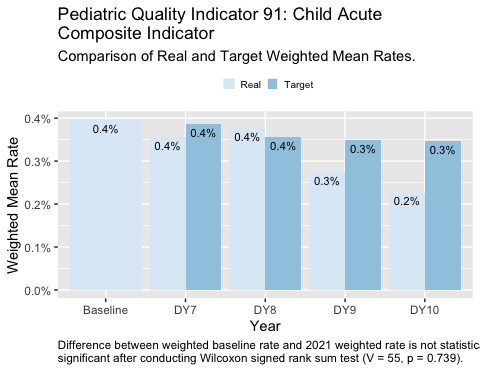 Pediatric Quality Indicator 91: Child Acute
Composite Indicator
Comparison of Real and Target Weighted Mean Rates.
Real Target
Weighted Mean Rate
0.4%
0.3%
0.2%
0.1%
0.0%
0.4%
0.4%
0.4%
0.4%
0.4%
0.3%
0.3%
0.2%
0.3%
Baseline DY7 DY8 DY9 DY10
Year
Difference between weighted baseline rate and 2021 weighted rate is not
significant after conducting Wilcoxon signed rank sum test (V = 55, p = 0.739).